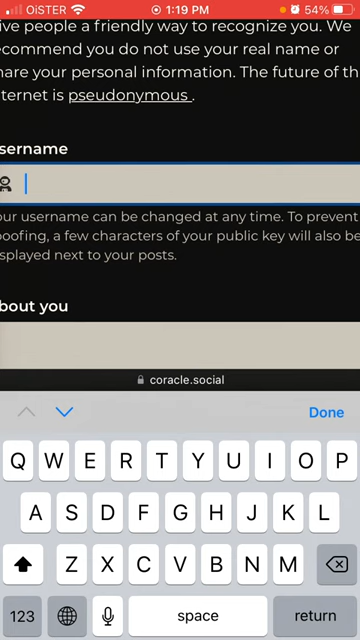 OiSTER 1:19 PM 54%
ive people a friendly way to recognize you. We
ecommend you do not use your real name or
hare your personal information. The future of th
ternet is pseudonymous .
sername
our username can be changed at any time. To prevent
poofing, a few characters of your public key will also be
isplayed next to your posts.
bout you
coracle.social
Done
Q W E R T Y U I O P
A S D F G H J K L
Z X C V B N M
123 space return